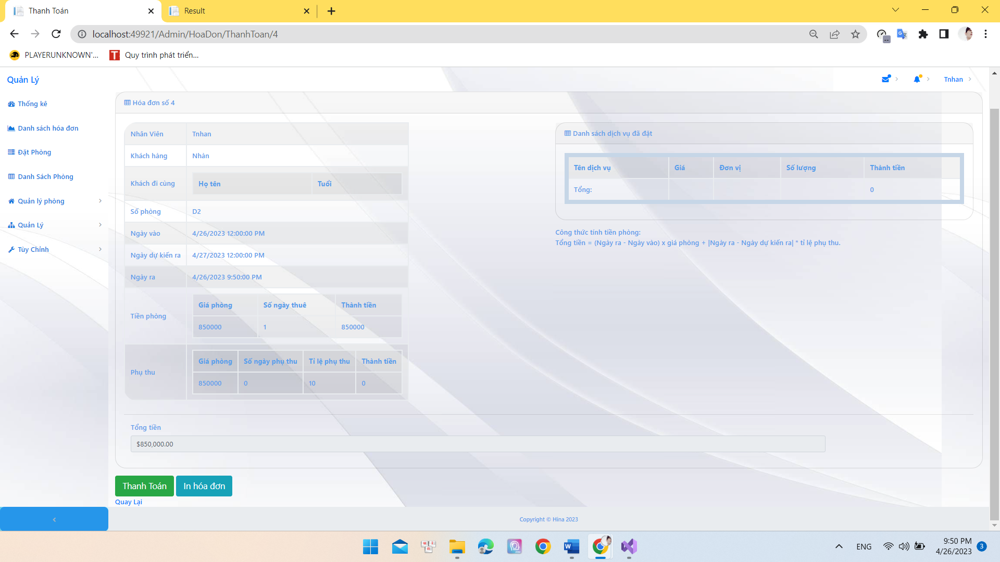 Thanh Toán
Result
localhost:49921/Admin/HoaDon/ThanhToan/4
PLAYERUNKNOWN'...
Quy trình phát triển...
Quản Lý
Tnhan
Thống kê
Danh sách hóa đơn
Đặt Phòng
Danh Sách Phòng
Quản lý phòng
Quản Lý
Tùy Chỉnh
Hóa đơn số 4
Nhân Viên Tnhan
Khách hàng Nhàn
Khách đi cùng Họ tên Tuổi
Số phòng D2
Ngày vào 4/26/2023 12:00:00 PM
Ngày dự kiến ra 4/27/2023 12:00:00 PM
Ngày ra 4/26/2023 9:50:00 PM
Tiền phòng
Giá phòng Số ngày thuê Thành tiền
850000 1 850000
Phụ thu
Giá phòng Số ngày phụ thu Tỉ lệ phụ thu Thành tiền
850000 0 10 0
Danh sách dịch vụ đã đặt
Tên dịch vụ Giá Đơn vị Số lượng Thành tiền
Tổng: 0
Công thức tính tiền phòng:
Tổng tiền = (Ngày ra - Ngày vào) x giá phòng + |Ngày ra - Ngày dự kiến ra| * tỉ lệ phụ thu.
Tổng tiền
$850,000.00
Thanh Toán
In hóa đơn
Quay Lại
Copyright © Hina 2023
ENG
9:50 PM
4/26/2023
3